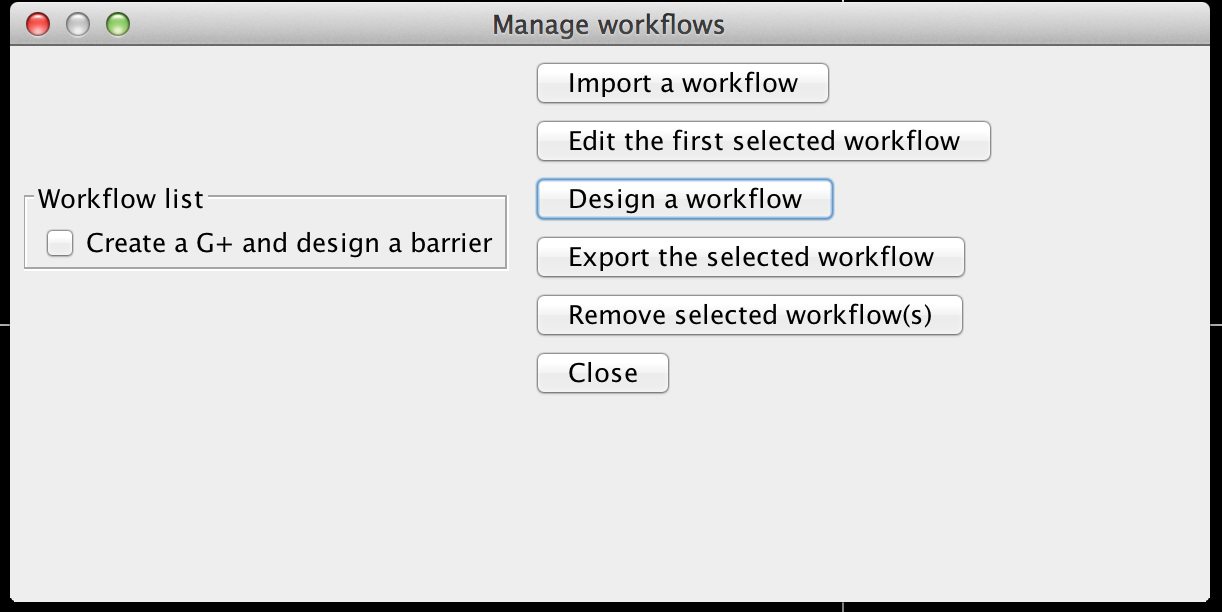 Manage workflows
Import a workflow
Edit the first selected workflow
Workflow list
Design a workflow
Create a G+ and design a barrier
Export the selected workflow
Remove selected workflow(s)
Close